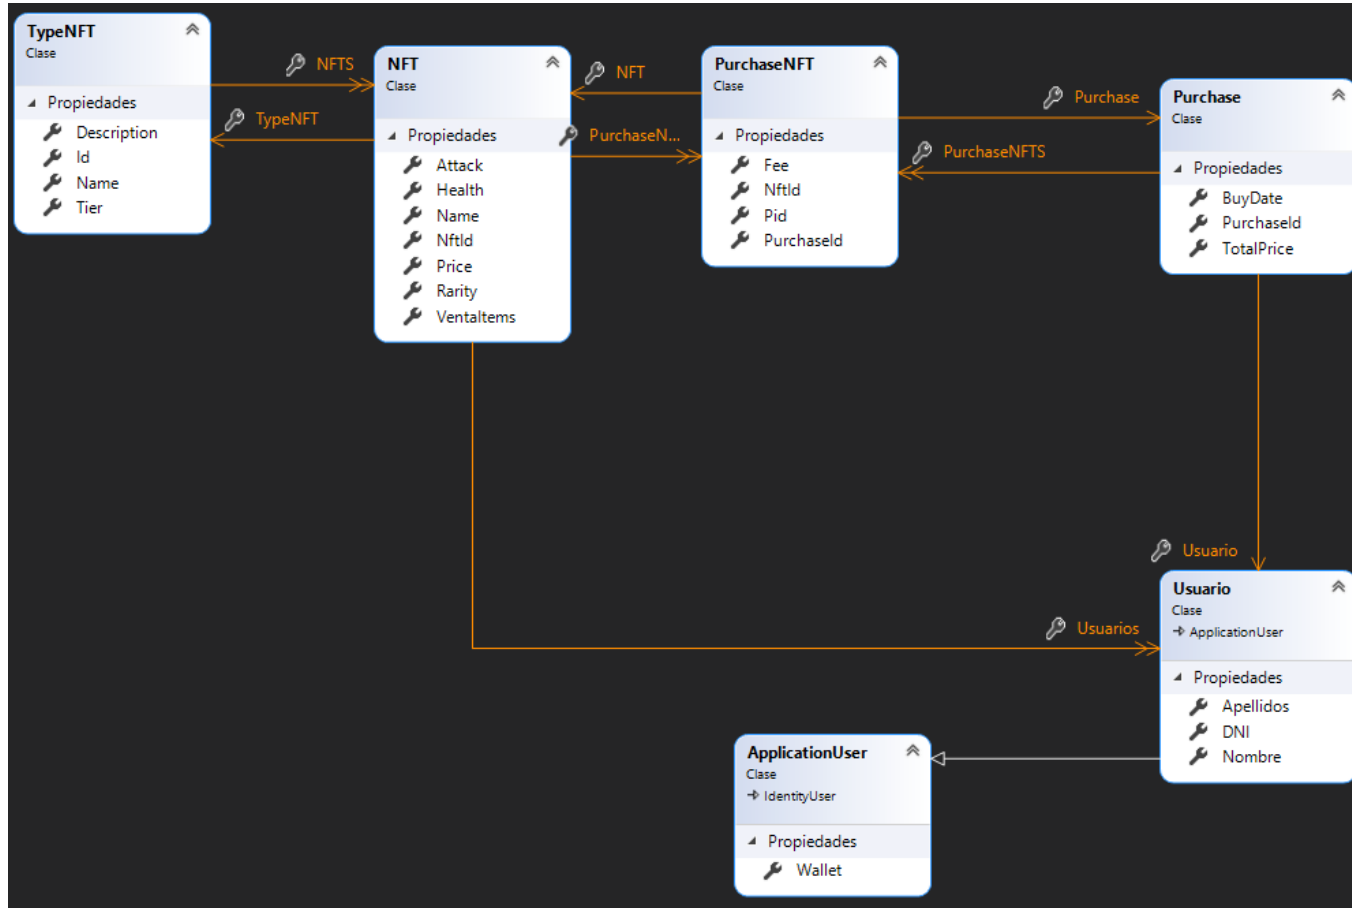 TypeNFT
Clase
Propiedades
Description
Id
Name
Tier
NFTS
TypeNFT
NFT
Clase
Propiedades
Attack
Health
Name
NftId
Price
Rarity
VentaItems
NFT
PurchaseN...
PurchaseNFT
Clase
Propiedades
Fee
NftId
Pid
PurchaseId
Purchase
PurchaseNFTS
Purchase
Clase
Propiedades
BuyDate
PurchaseId
TotalPrice
Usuario
Usuarios
Usuario
Clase
ApplicationUser
Propiedades
Apellidos
DNI
Nombre
ApplicationUser
Clase
IdentityUser
Propiedades
Wallet